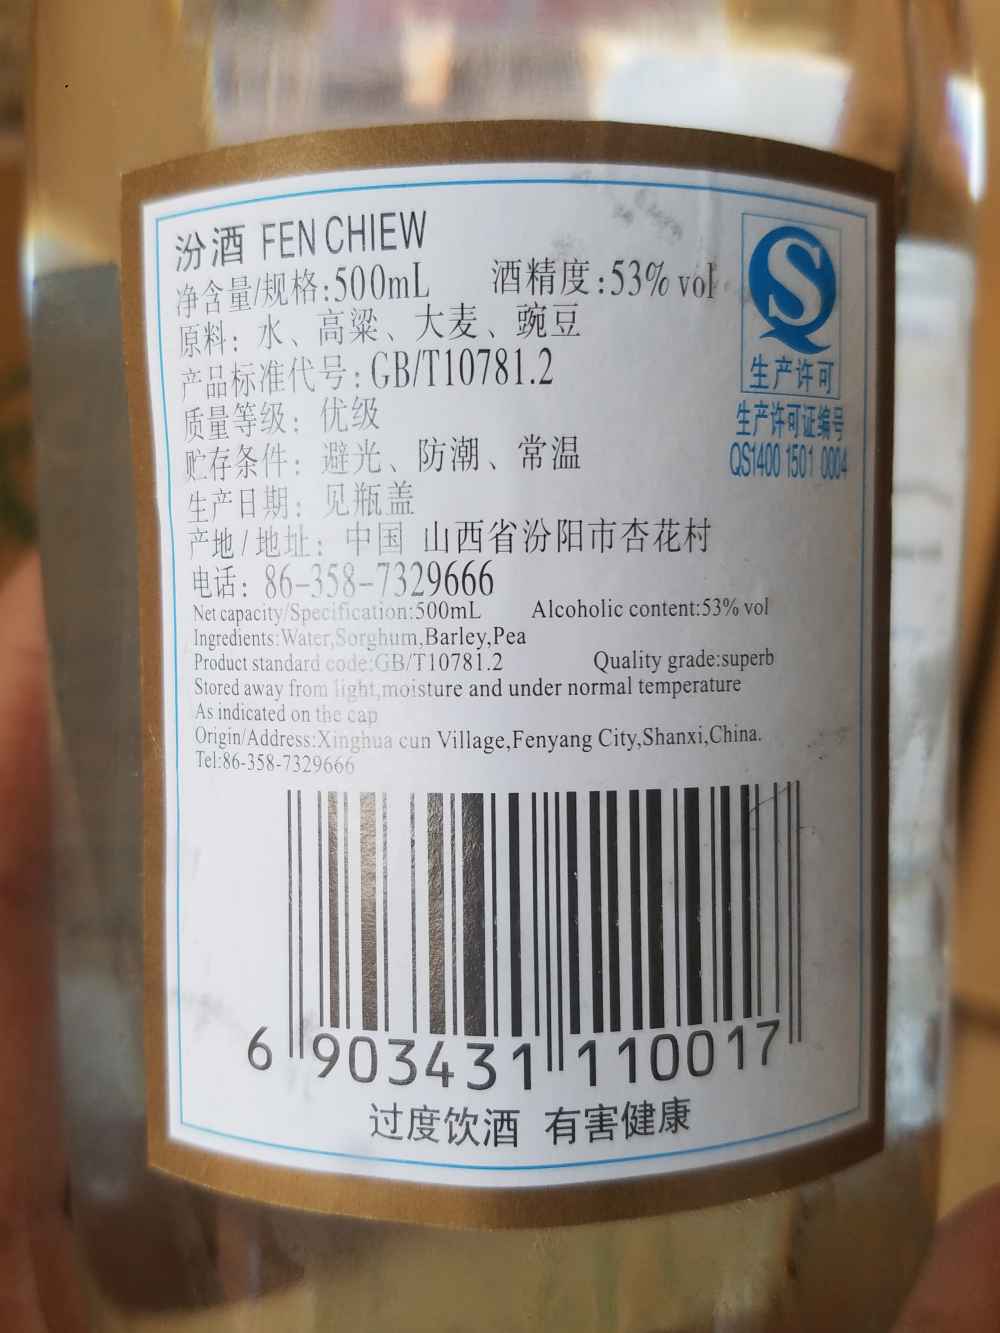 汾酒 FEN CHIEW
净含量/规格:500mL 酒精度:53% vol
原料: 水、高粱、大麦、豌豆
产品标准代号:GB/T10781.2
质量等级: 优级
贮存条件: 避光、防潮、常温
生产日期: 见瓶盖
产地/地址: 中国 山西省汾阳市杏花村
电话: 86-358-7329666
生产许可
生产许可证编号
QS1400 1501 0004
Net capacity/Specification:500mL Alcoholic content:53% vol
Ingredients:Water,Sorghum,Barley,Pea
Product standard code:GB/T10781.2 Quality grade:superb
Stored away from light,moisture and under normal temperature
As indicated on the cap
Origin/Address:Xinghua cun Village,Fenyang City,Shanxi,China.
Tel:86-358-7329666
6 903431 110017
过度饮酒 有害健康